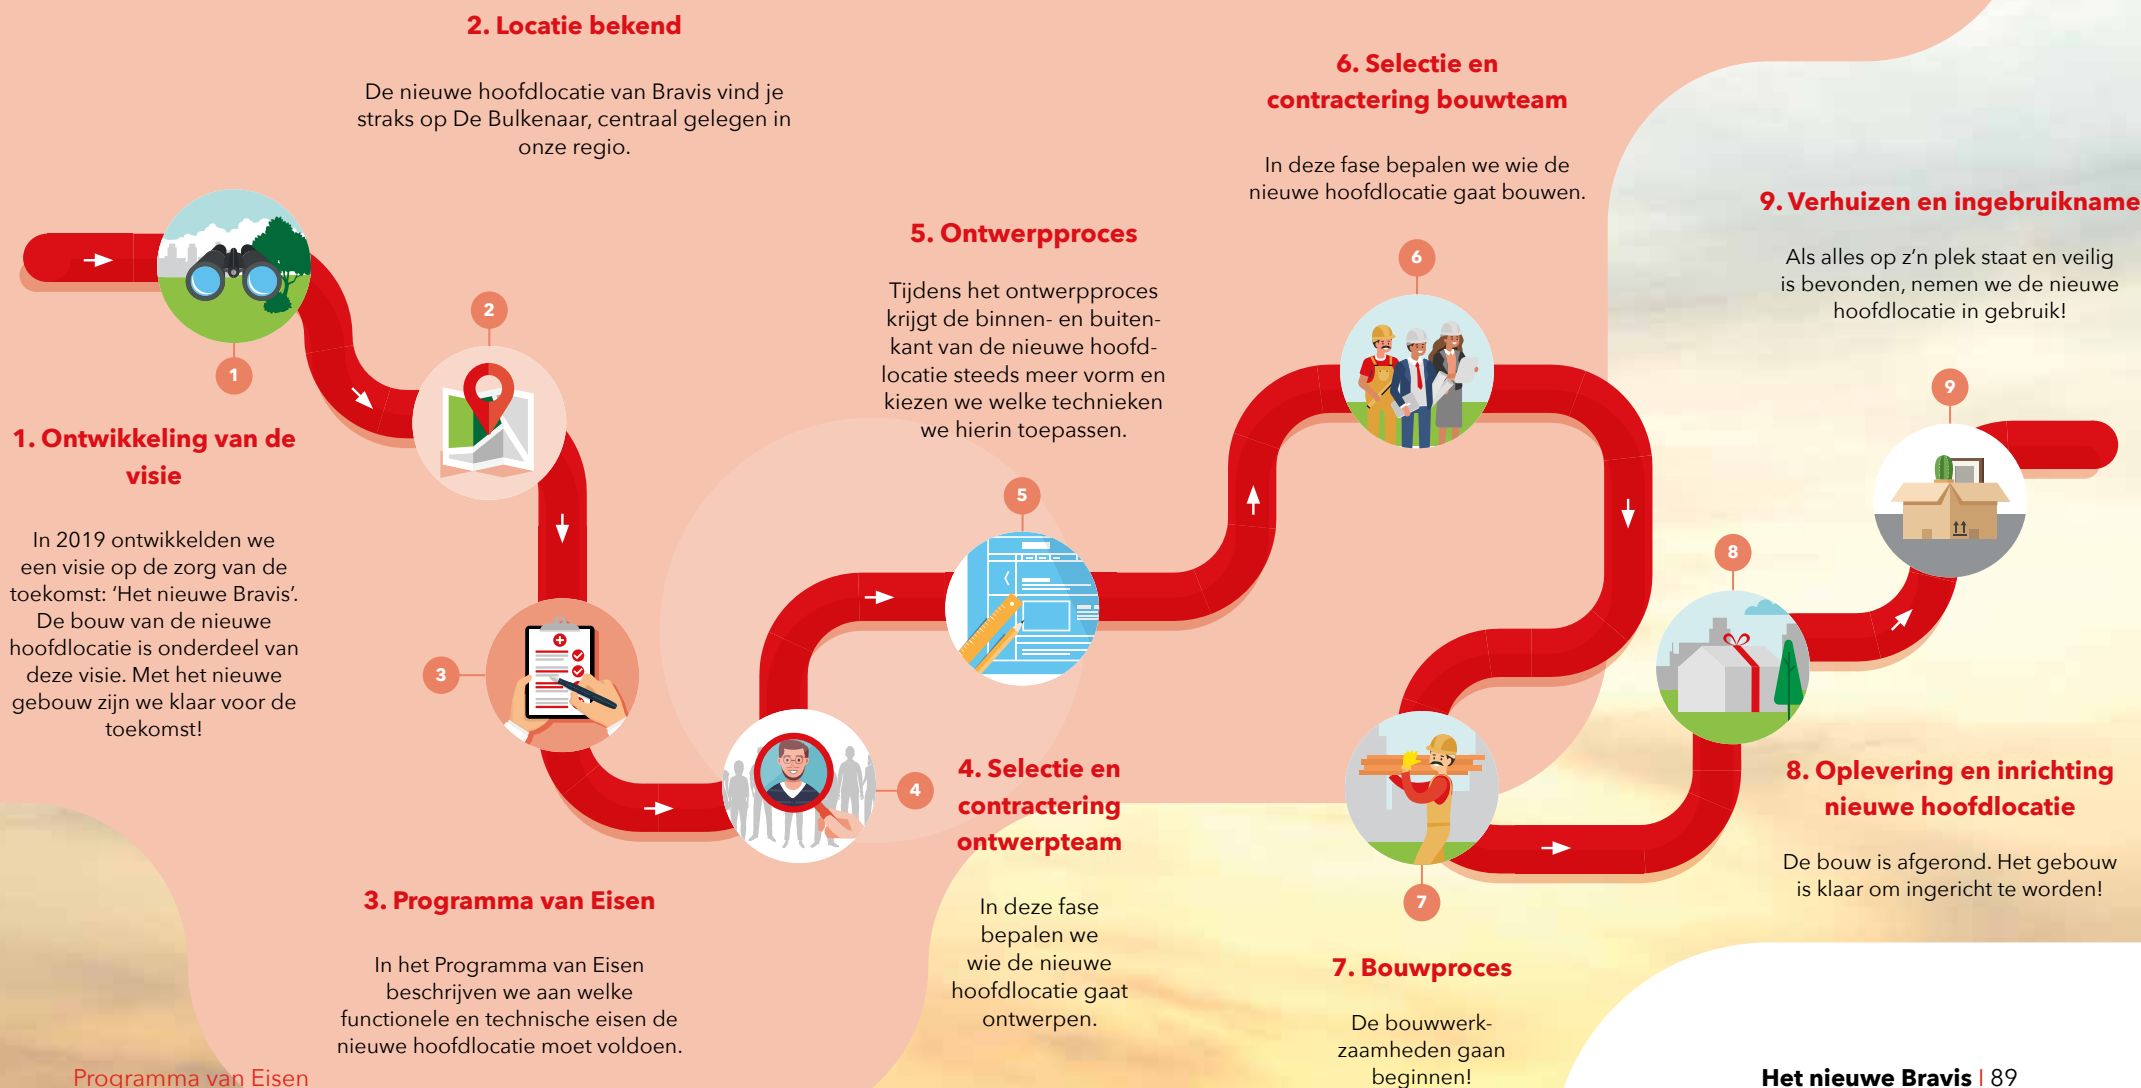 1
1. Ontwikkeling van de
visie
In 2019 ontwikkelden we
een visie op de zorg van de
toekomst: ‘Het nieuwe Bravis’.
De bouw van de nieuwe
hoofdlocatie is onderdeel van
deze visie. Met het nieuwe
gebouw zijn we klaar voor de
toekomst!
2. Locatie bekend
De nieuwe hoofdlocatie van Bravis vind je
straks op De Bulkenaar, centraal gelegen in
onze regio.
2
3
3. Programma van Eisen
In het Programma van Eisen
beschrijven we aan welke
functionele en technische eisen de
nieuwe hoofdlocatie moet voldoen.
4
4. Selectie en
contractering
ontwerpteam
In deze fase
bepalen we
wie de nieuwe
hoofdlocatie gaat
ontwerpen.
5. Ontwerpproces
Tijdens het ontwerpproces
krijgt de binnen- en buiten-
kant van de nieuwe hoofd-
locatie steeds meer vorm en
kiezen we welke technieken
we hierin toepassen.
5
6. Selectie en
contractering bouwteam
In deze fase bepalen we wie de
nieuwe hoofdlocatie gaat bouwen.
6
7
7. Bouwproces
De bouwwerk-
zaamheden gaan
beginnen!
8
8. Oplevering en inrichting
nieuwe hoofdlocatie
De bouw is afgerond. Het gebouw
is klaar om ingericht te worden!
9. Verhuizen en ingebruikname
Als alles op z’n plek staat en veilig
is bevonden, nemen we de nieuwe
hoofdlocatie in gebruik!
9
Programma van Eisen
Het nieuwe Bravis | 89